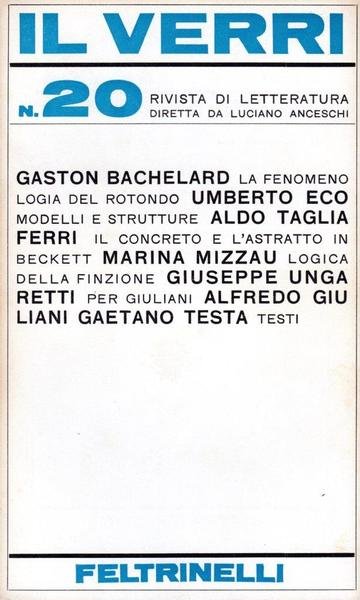 IL VERRI
N. 20 RIVISTA DI LETTERATURA
DIRETTA DA LUCIANO ANCESCHI
GASTON BACHELARD LA FENOMENO
LOGIA DEL ROTONDO UMBERTO ECO
MODELLI E STRUTTURE ALDO TAGLIA
FERRI IL CONCRETO E L'ASTRATTO IN
BECKETT MARINA MIZZAU LOGICA
DELLA FINZIONE GIUSEPPE UNGA
RETTI PER GIULIANI ALFREDO GIU
LIANI GAETANO TESTA TESTI
FELTRINELLI